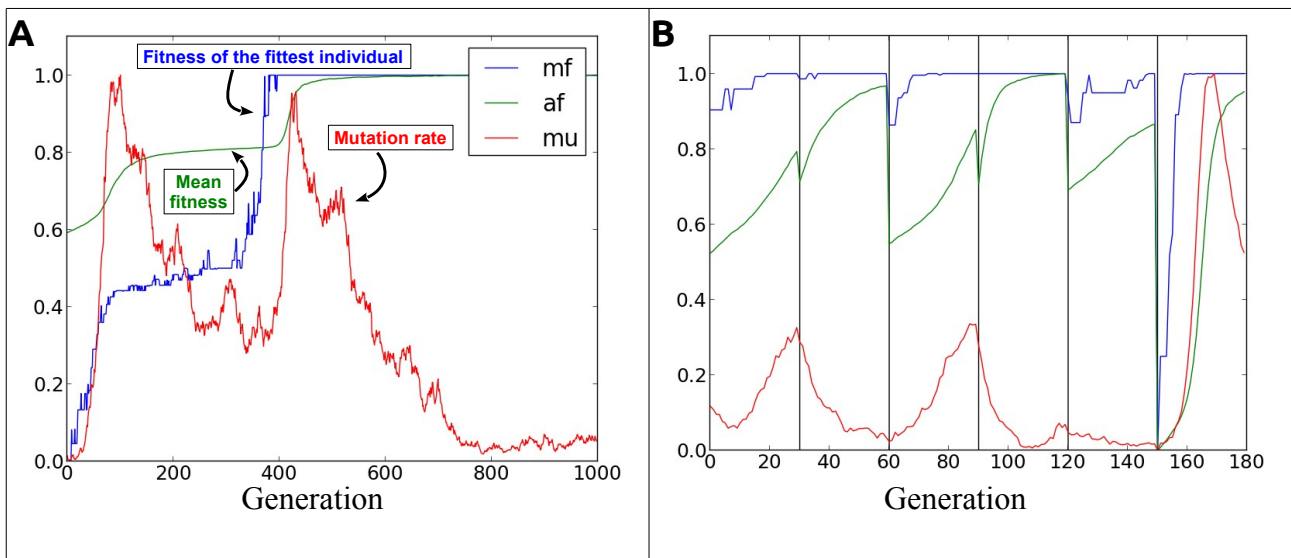 A
Fitness of the fittest individual
mf
af
mu
Mutation rate
Mean
fitness
1.0
0.8
0.6
0.4
0.2
0.0
0
200
400
600
800
1000
Generation
B
1.0
0.8
0.6
0.4
0.2
0.0
0
20
40
60
80
100
120
140
160
180
Generation